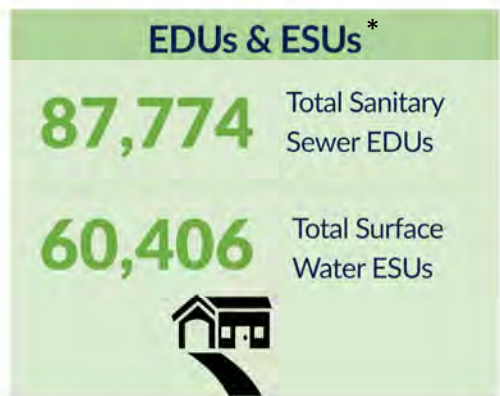 EDUs & ESUs*
87,774 Total Sanitary
Sewer EDUs
60,406 Total Surface
Water ESUs